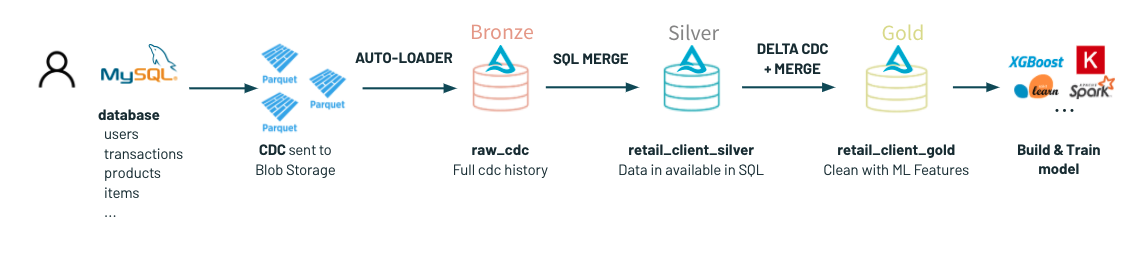 MySQL®
database
users
transactions
products
items
...
Parquet
Parquet
Parquet
CDC sent to
Blob Storage
AUTO-LOADER
Bronze
raw_cdc
Full cdc history
SQL MERGE
Silver
retail_client_silver
Data in available in SQL
DELTA CDC
+ MERGE
Gold
retail_client_gold
Clean with ML Features
XGBoost
K
learn
APACHE
Spark
...
Build & Train
model